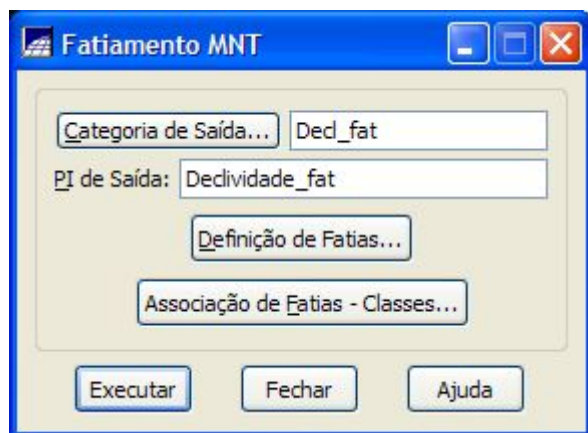 Fatiamento MNT
Categoria de Saída... Decl_fat
PI de Saída: Declividade_fat
Definição de Fatias...
Associação de Fatias - Classes...
Executar Fechar Ajuda